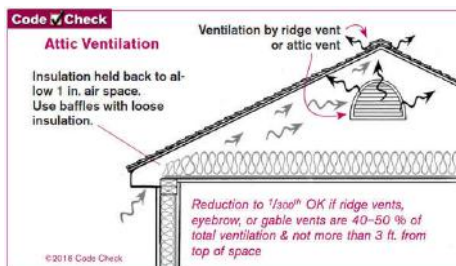 Code Check
Attic Ventilation
Ventilation by ridge vent
or attic vent
Insulation held back to al-
low 1 in. air space.
Use baffles with loose
insulation.
Reduction to 1/300th OK if ridge vents,
eyebrow, or gable vents are 40–50 % of
total ventilation & not more than 3 ft. from
top of space
©2018 Code Check